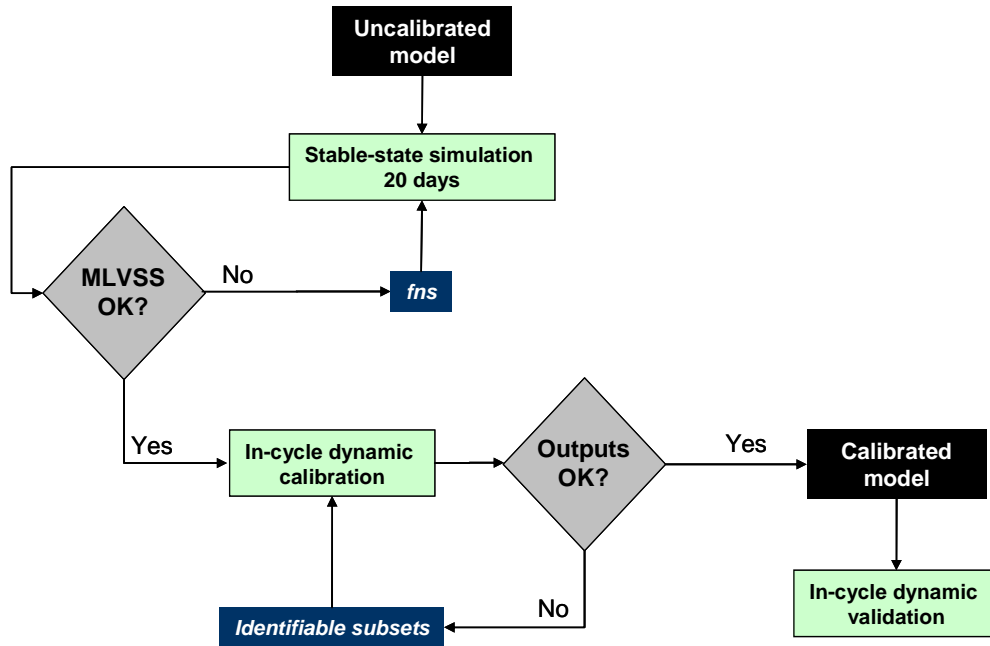 Uncalibrated
model
Stable-state simulation
20 days
MLVSS
OK?
No
fns
Yes
In-cycle dynamic
calibration
Outputs
OK?
Yes
Calibrated
model
No
Identifiable subsets
In-cycle dynamic
validation